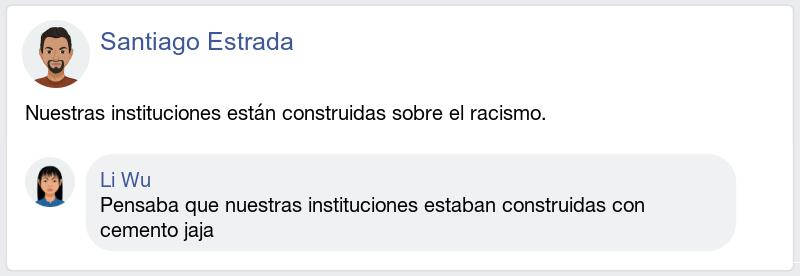 Santiago Estrada
Nuestras instituciones están construidas sobre el racismo.
Li Wu
Pensaba que nuestras instituciones estaban construidas con
cemento jaja